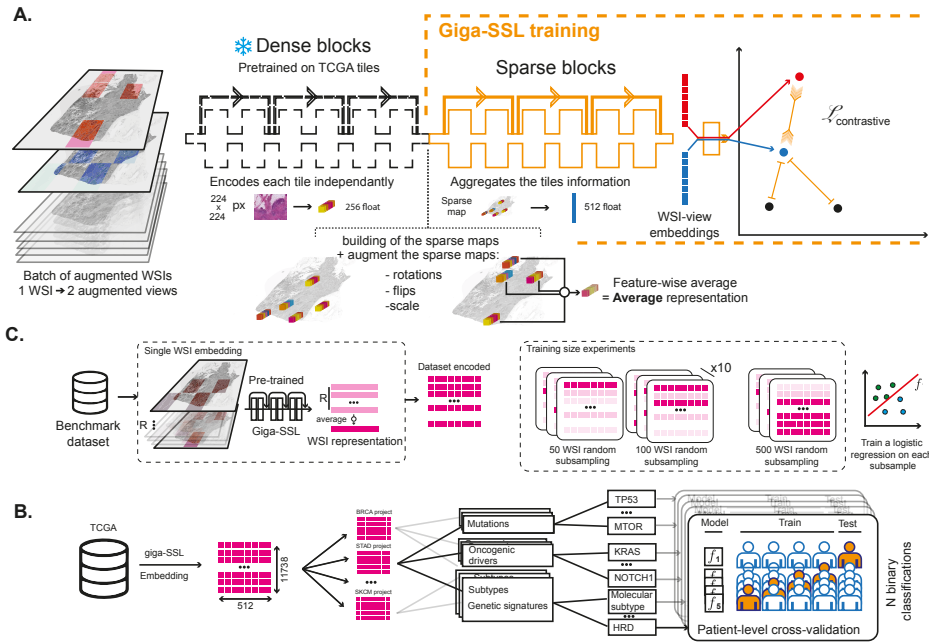 A.
Giga-SSL training
Dense blocks
Pretrained on TCGA tiles
Sparse blocks
ℒcontrastive
Encodes each tile independantly
224
x
224
px
256 float
Aggregates the tiles information
Sparse
map
512 float
WSI-view
embeddings
Batch of augmented WSIs
1 WSI → 2 augmented views
building of the sparse maps
+ augment the sparse maps:
- rotations
- flips
-scale
Feature-wise average
= Average representation
C.
Single WSI embedding
Benchmark
dataset
R
Pre-trained
Giga-SSL
R
average
WSI representation
Dataset encoded
Training size experiments
x10
50 WSI random
subsampling
100 WSI random
subsampling
500 WSI random
subsampling
f
Train a logistic
regression on each
subsample
B.
TCGA
giga-SSL
Embedding
512
11738
BRCA project
STAD project
SKCM project
Mutations
Oncogenic
drivers
Subtypes
Subtypes
Genetic signatures
TP53
MTOR
KRAS
NOTCH1
Molecular
subtype
HRD
Model
Train
Test
Model
Train
Test
f1
f5
Patient-level cross-validation
N binary
classifications